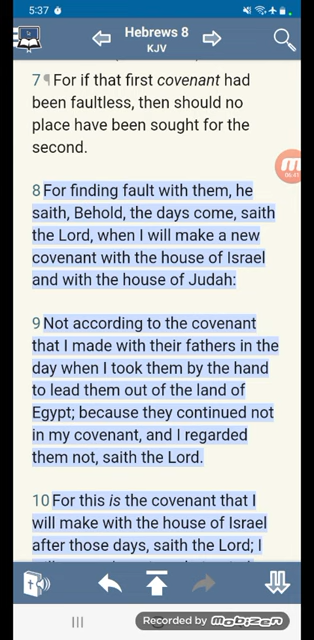 5:37
Hebrews 8
KJV
7 ¶ For if that first covenant had
been faultless, then should no
place have been sought for the
second.
8 For finding fault with them, he
saith, Behold, the days come, saith
the Lord, when I will make a new
covenant with the house of Israel
and with the house of Judah:
9 Not according to the covenant
that I made with their fathers in the
day when I took them by the hand
to lead them out of the land of
Egypt; because they continued not
in my covenant, and I regarded
them not, saith the Lord.
10 For this is the covenant that I
will make with the house of Israel
after those days, saith the Lord; I
Recorded by Mobizen